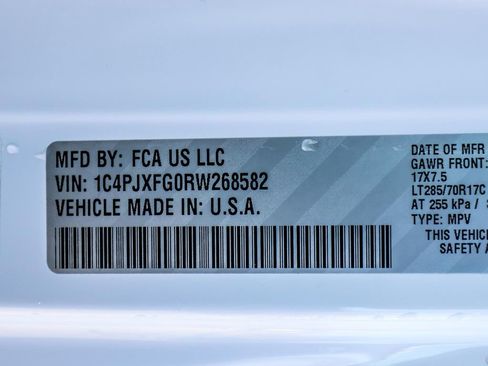 MFD BY: FCA US LLC
VIN: 1C4PJXFG0RW268582
VEHICLE MADE IN: U.S.A.
DATE OF MFR
GAWR FRONT:
17X7.5
LT285/70R17C
AT 255 kPa /
TYPE: MPV
THIS VEHICL
SAFETY A